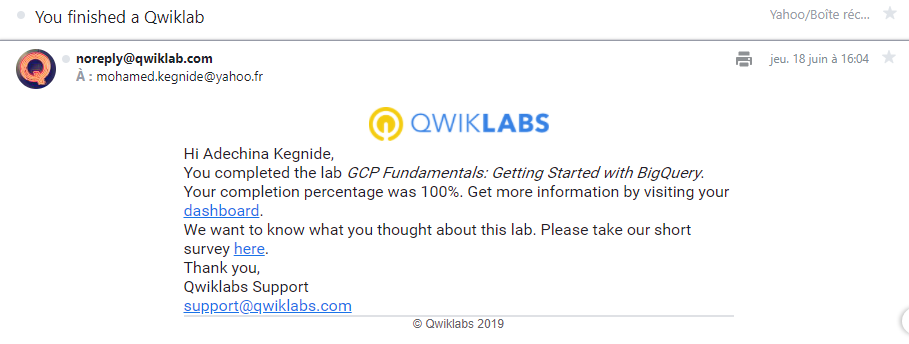 You finished a Qwiklab
Yahoo/Boîte réc...
noreply@qwiklab.com
jeu. 18 juin à 16:04
À : mohamed.kegnide@yahoo.fr
QWIKLABS
Hi Adechina Kegnide,
You completed the lab GCP Fundamentals: Getting Started with BigQuery.
Your completion percentage was 100%. Get more information by visiting your
dashboard.
We want to know what you thought about this lab. Please take our short
survey here.
Thank you,
Qwiklabs Support
support@qwiklabs.com
© Qwiklabs 2019